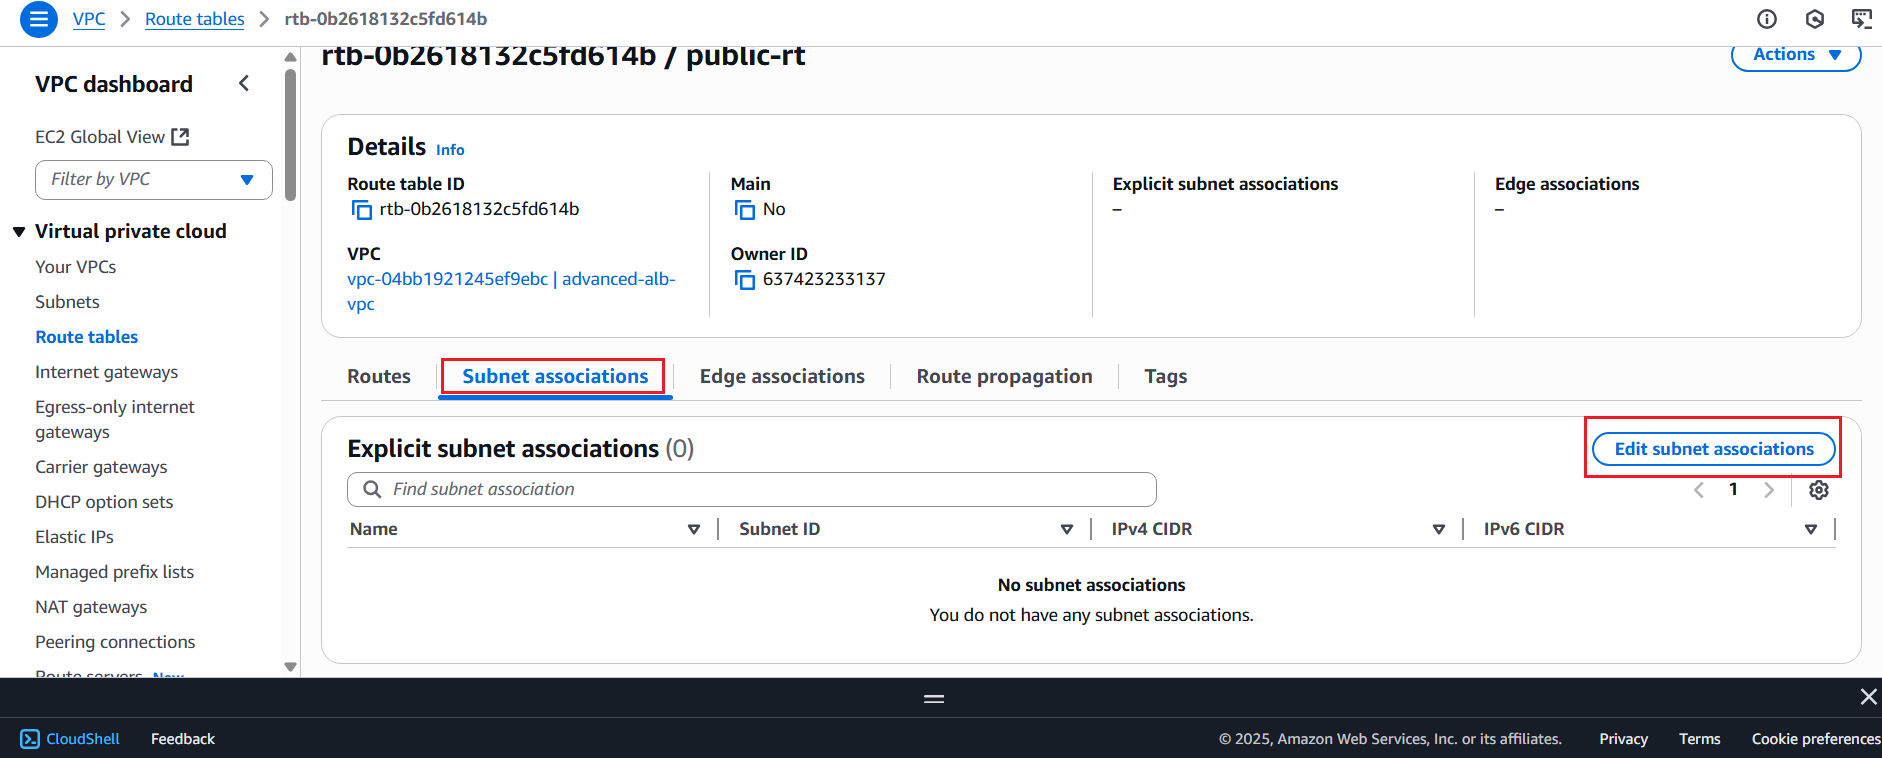 VPC > Route tables > rtb-0b2618132c5fd614b
rtb-0b2618132c5fd614b / public-rt
Actions
VPC dashboard
EC2 Global View
Filter by VPC
Virtual private cloud
Your VPCs
Subnets
Route tables
Internet gateways
Egress-only internet
gateways
Carrier gateways
DHCP option sets
Elastic IPs
Managed prefix lists
NAT gateways
Peering connections
Route servers New
Details Info
Route table ID
rtb-0b2618132c5fd614b
Main
No
Explicit subnet associations
–
Edge associations
–
VPC
vpc-04bb1921245ef9ebc | advanced-alb-
vpc
Owner ID
637423233137
Routes Subnet associations Edge associations Route propagation Tags
Explicit subnet associations (0)
Edit subnet associations
Find subnet association
1
Name Subnet ID IPv4 CIDR IPv6 CIDR
No subnet associations
You do not have any subnet associations.
CloudShell Feedback © 2025, Amazon Web Services, Inc. or its affiliates. Privacy Terms Cookie preferences